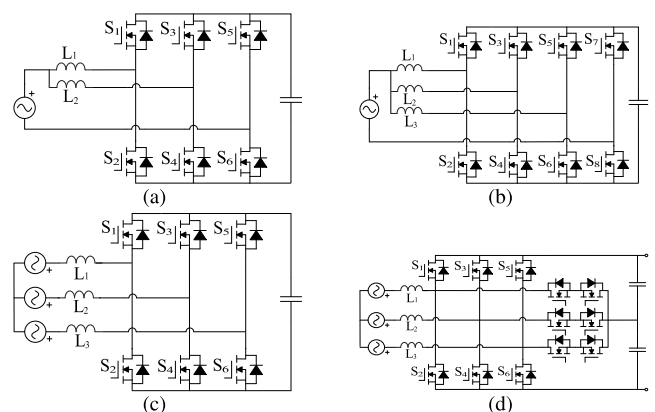 S1 S3 S5
L1
+
L2
S2 S4 S6
(a)
S1 S3 S5 S7
L1
+
L2
L3
S2 S4 S6 S8
(b)
S1 S3 S5
+ L1
+ L2
+ L3
S2 S4 S6
(c)
S1 S3 S5
+ L1
+ L2
+ L3
S2 S4 S6
(d)